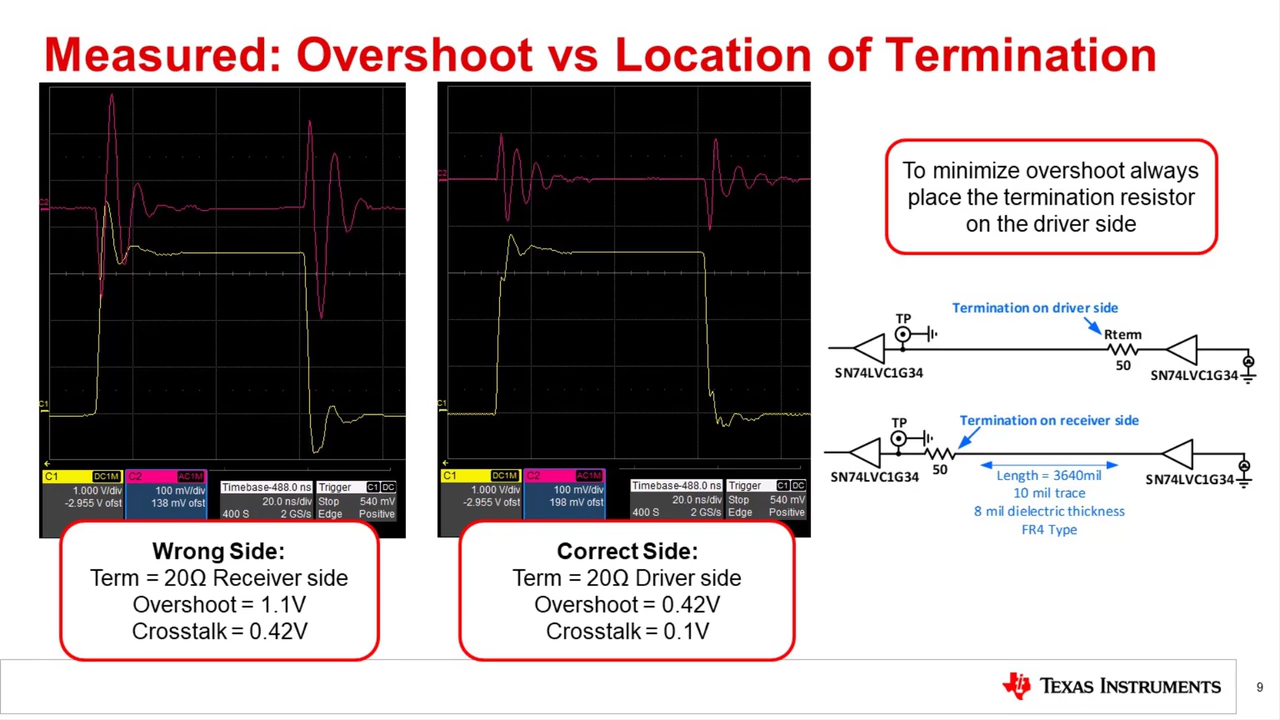 Measured: Overshoot vs Location of Termination
C2
C1
C1 DC1M
1.000 V/div
-2.955 V ofst
C2 AC1M
100 mV/div
138 mV ofst
Timebase -488.0 ns
20.0 ns/div
400 S 2 GS/s
Trigger C1 DC
Stop 540 mV
Edge Positive
C2
C1
C1 DC1M
1.000 V/div
-2.955 V ofst
C2 AC1M
100 mV/div
198 mV ofst
Timebase -488.0 ns
20.0 ns/div
400 S 2 GS/s
Trigger C1 DC
Stop 540 mV
Edge Positive
Wrong Side:
Term = 20Ω Receiver side
Overshoot = 1.1V
Crosstalk = 0.42V
Correct Side:
Term = 20Ω Driver side
Overshoot = 0.42V
Crosstalk = 0.1V
To minimize overshoot always
place the termination resistor
on the driver side
Termination on driver side
TP
Rterm
50
SN74LVC1G34
SN74LVC1G34
Termination on receiver side
TP
50
SN74LVC1G34
SN74LVC1G34
Length = 3640mil
10 mil trace
8 mil dielectric thickness
FR4 Type
TEXAS INSTRUMENTS
9